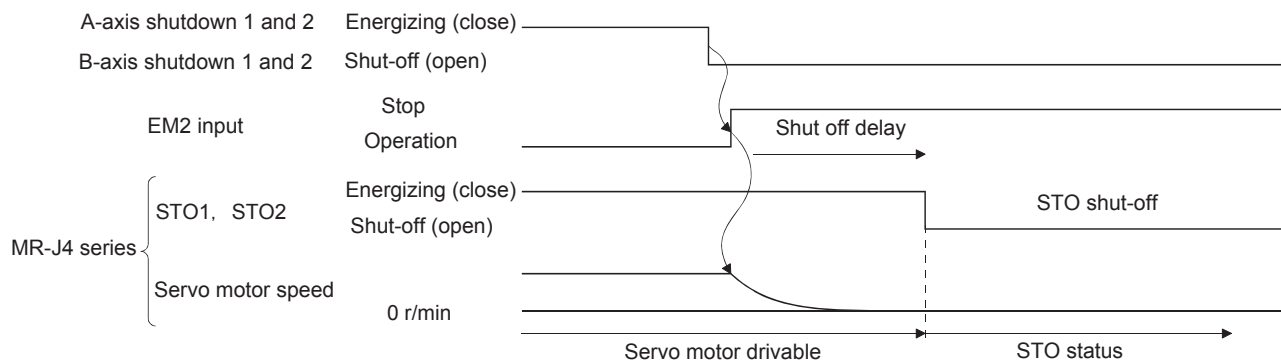 A-axis shutdown 1 and 2 Energizing (close)
B-axis shutdown 1 and 2 Shut-off (open)
Stop
EM2 input
Operation
Shut off delay
Energizing (close)
STO1, STO2
STO shut-off
Shut-off (open)
MR-J4 series
Servo motor speed
0 r/min
Servo motor drivable
STO status